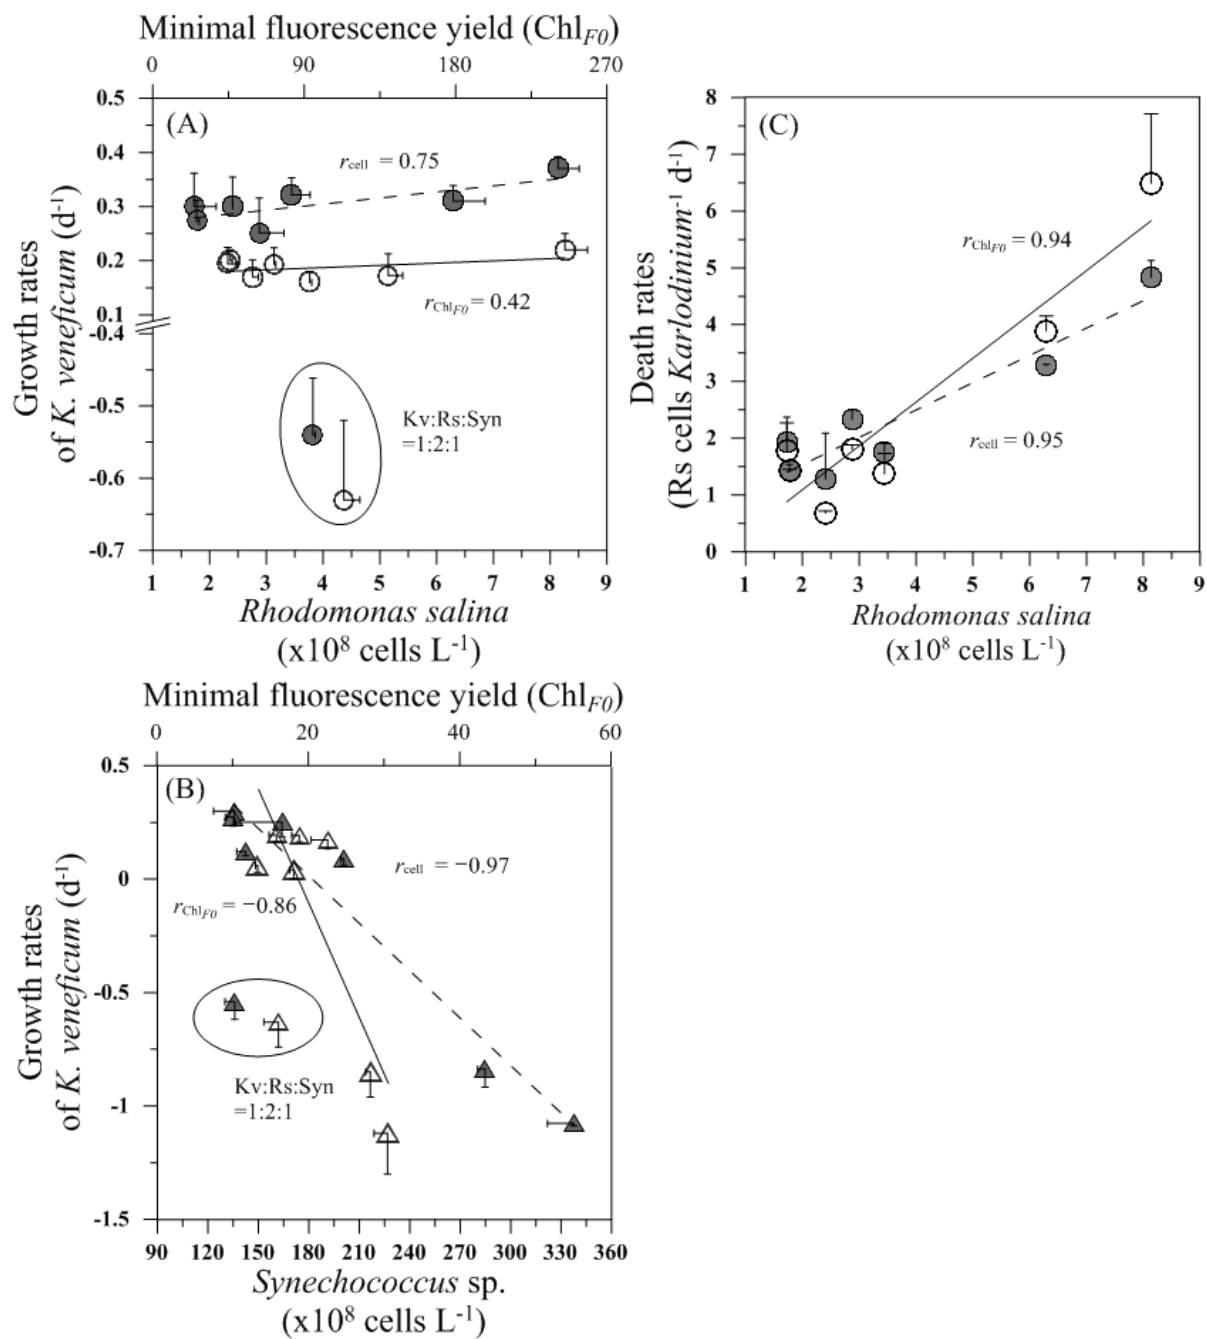 Minimal fluorescence yield (ChlF0)
0 90 180 270
(A)
0.5
0.4
0.3
0.2
0.1
-0.4
-0.5
-0.6
-0.7
rcell = 0.75
rChlF0 = 0.42
Kv:Rs:Syn
=1:2:1
Growth rates
of K. veneficum (d-1)
1 2 3 4 5 6 7 8 9
Rhodomonas salina
(x10⁸ cells L-1)
(C)
8
7
6
5
4
3
2
1
0
rChlF0 = 0.94
rcell = 0.95
Death rates
(Rs cells Karlodinium-1 d-1)
1 2 3 4 5 6 7 8 9
Rhodomonas salina
(x10⁸ cells L-1)
Minimal fluorescence yield (ChlF0)
0 20 40 60
(B)
0.5
0
-0.5
-1
-1.5
rcell = −0.97
rChlF0 = −0.86
Kv:Rs:Syn
=1:2:1
Growth rates
of K. veneficum (d-1)
90 120 150 180 210 240 270 300 330 360
Synechococcus sp.
(x10⁸ cells L-1)